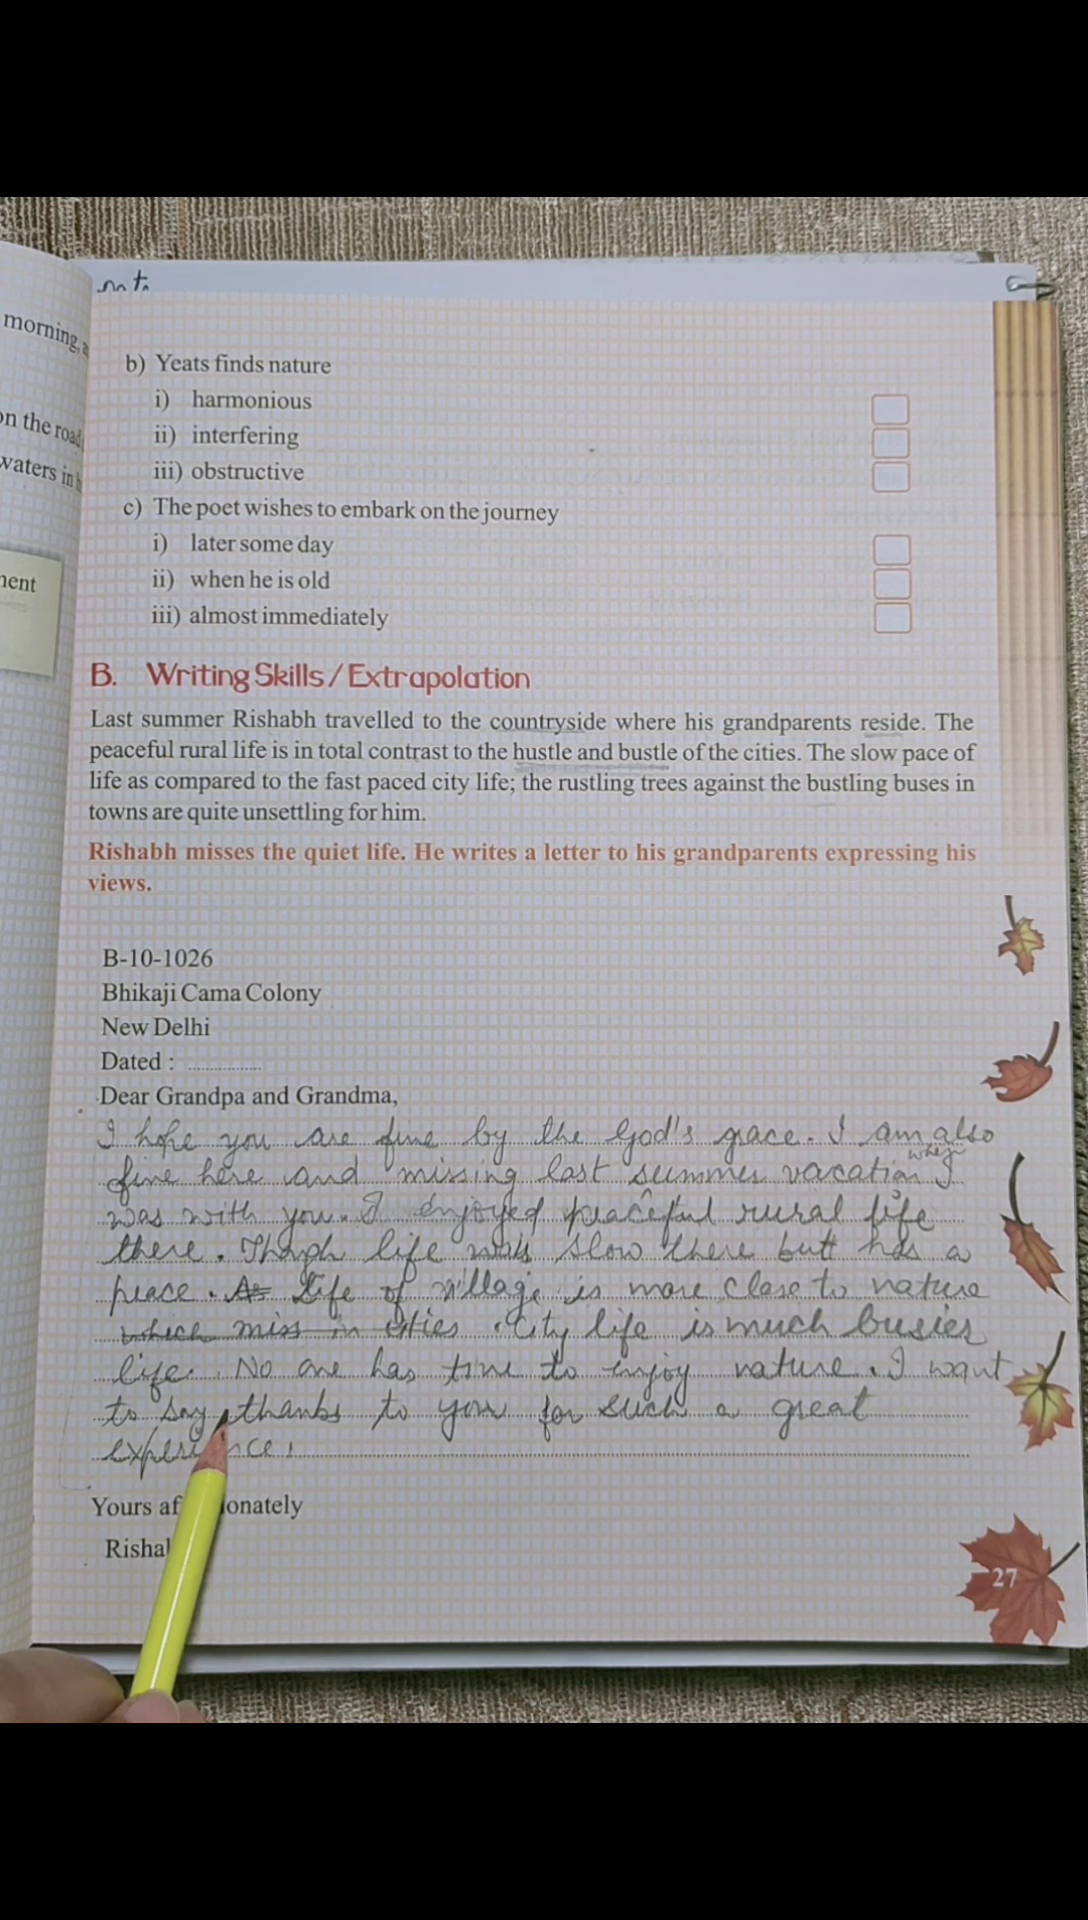 morning,
on the road
waters in
b) Yeats finds nature
i) harmonious
ii) interfering
iii) obstructive
c) The poet wishes to embark on the journey
i) later some day
ii) when he is old
iii) almost immediately
B. Writing Skills / Extrapolation
Last summer Rishabh travelled to the countryside where his grandparents reside. The
peaceful rural life is in total contrast to the hustle and bustle of the cities. The slow pace of
life as compared to the fast paced city life; the rustling trees against the bustling buses in
towns are quite unsettling for him.
Rishabh misses the quiet life. He writes a letter to his grandparents expressing his
views.
B-10-1026
Bhikaji Cama Colony
New Delhi
Dated : ................
Dear Grandpa and Grandma,
I hope you are fine by the God's grace. I am also
fine here and missing last summer vacation when I
was with you. I enjoyed peaceful rural life
there. Though life was slow there but has a
peace. As Life of village is more close to nature
which miss in cities. City life is much busier
life. No one has time to enjoy nature. I want
to say thanks to you for such a great
experience.
Yours af ionately
Risha
27